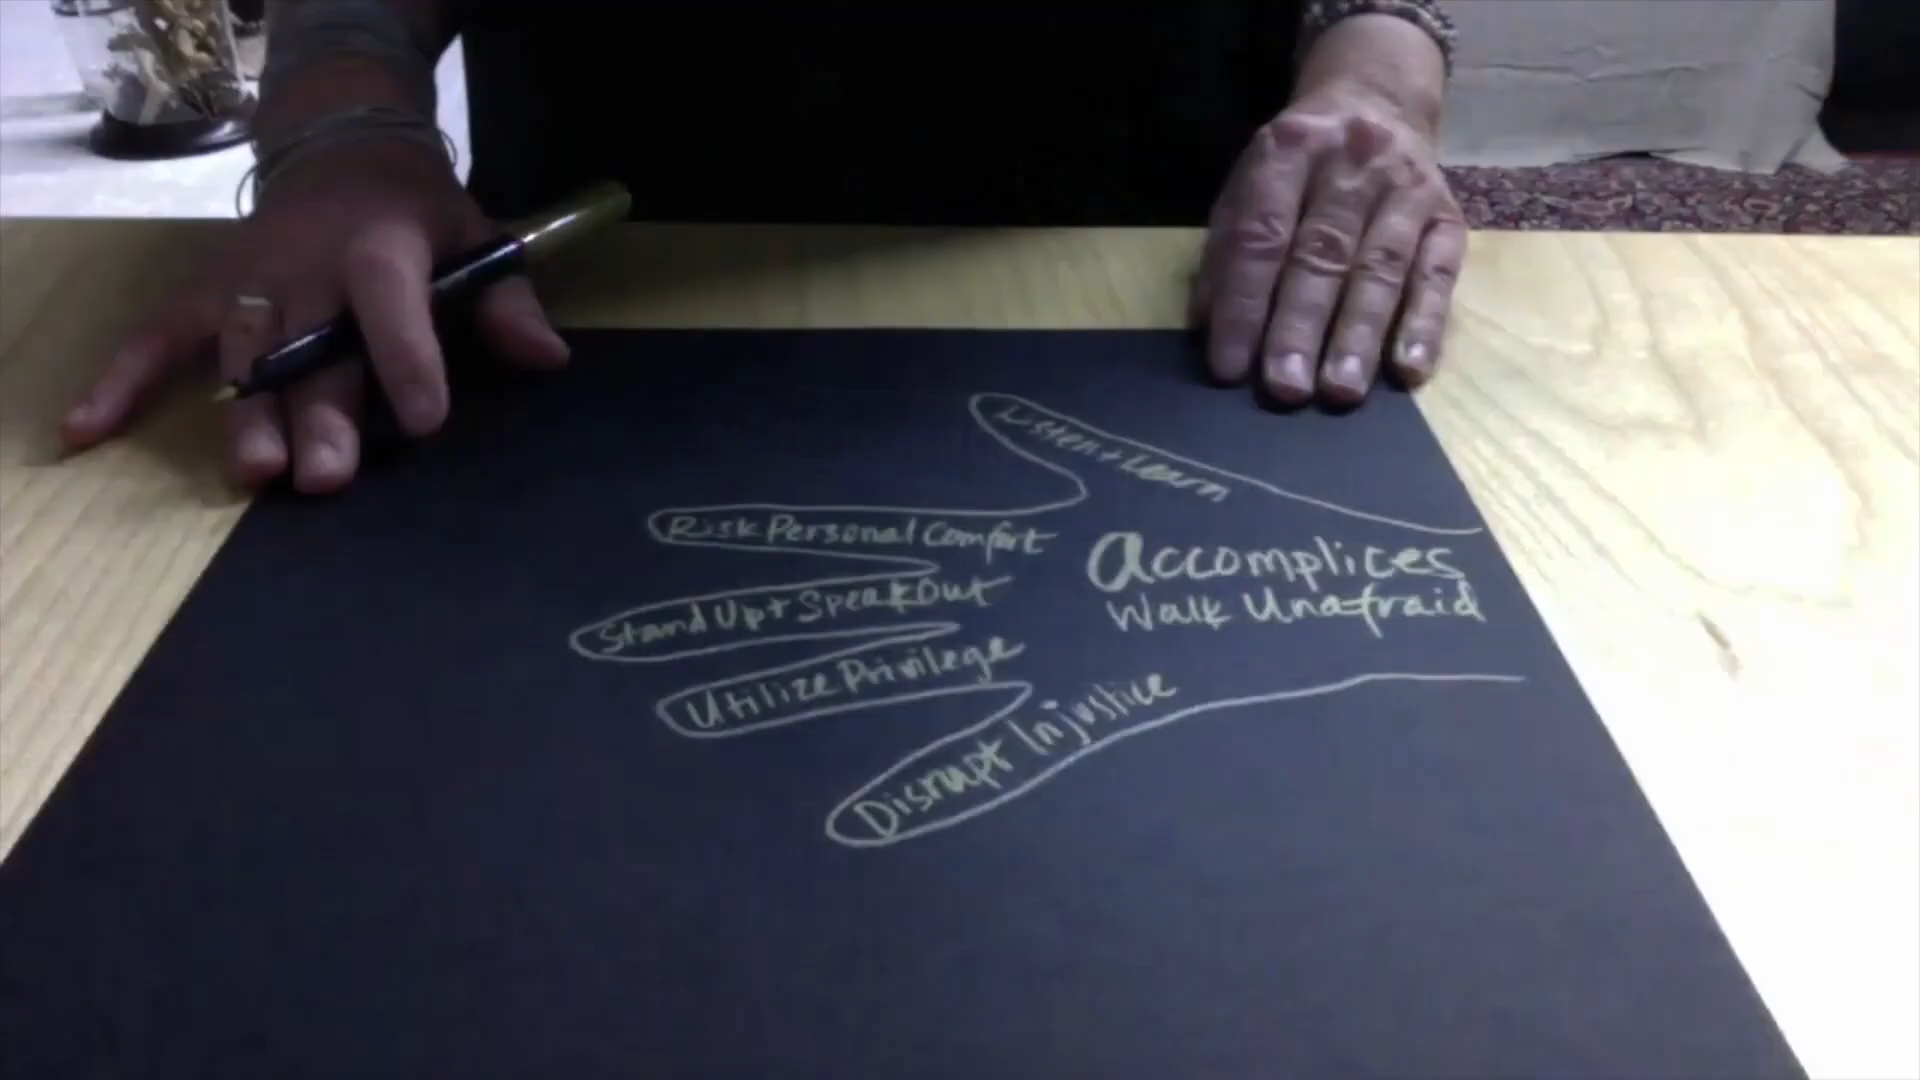 Listen + Learn
Risk Personal Comfort
Stand Up + Speak Out
Utilize Privilege
Disrupt Injustice
Accomplices
Walk Unafraid